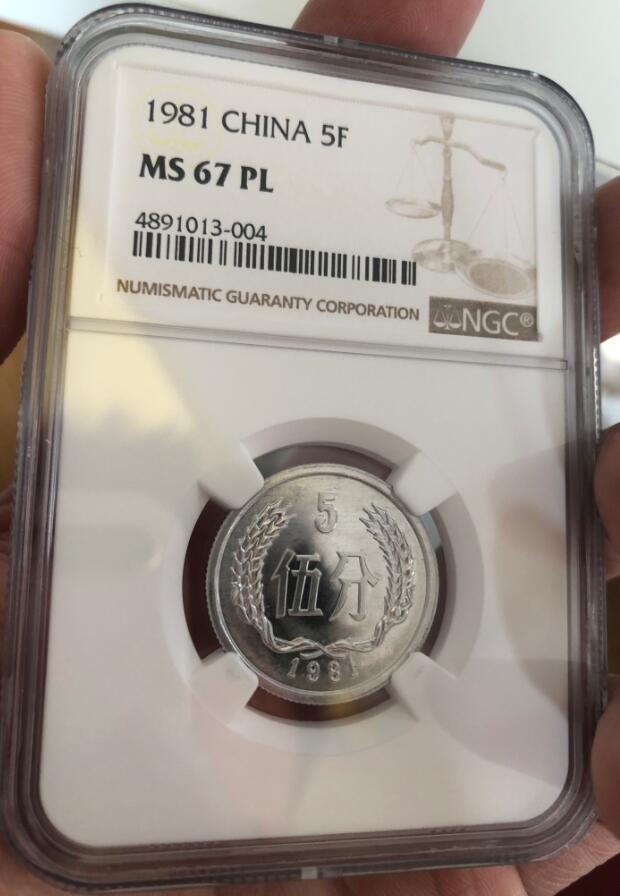 1981 CHINA 5F
MS 67 PL
4891013-004
NUMISMATIC GUARANTY CORPORATION
NGC®
5
伍分
1981